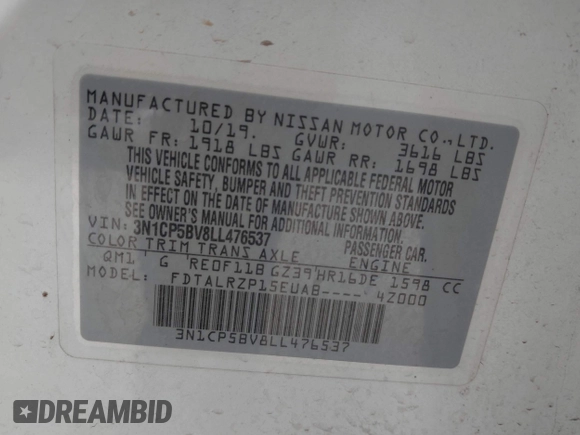 MANUFACTURED BY NISSAN MOTOR CO., LTD.
DATE: 10/19. GVWR: 3616 LBS
GAWR FR: 1918 LBS GAWR RR: 1698 LBS
THIS VEHICLE CONFORMS TO ALL APPLICABLE FEDERAL MOTOR
VEHICLE SAFETY, BUMPER AND THEFT PREVENTION STANDARDS
IN EFFECT ON THE DATE OF MANUFACTURE SHOWN ABOVE.
SEE OWNER'S MANUAL FOR ADDITIONAL INFORMATION.
VIN: 3N1CP5BV8LL476537 PASSENGER CAR.
COLOR TRIM TRANS AXLE ENGINE
QM1 G RE0F11B GZ39 HR16DE 1598 CC
MODEL: FDTALRZP15EUAB---- 4Z000
3N1CP5BV8LL476537
DREAMBID